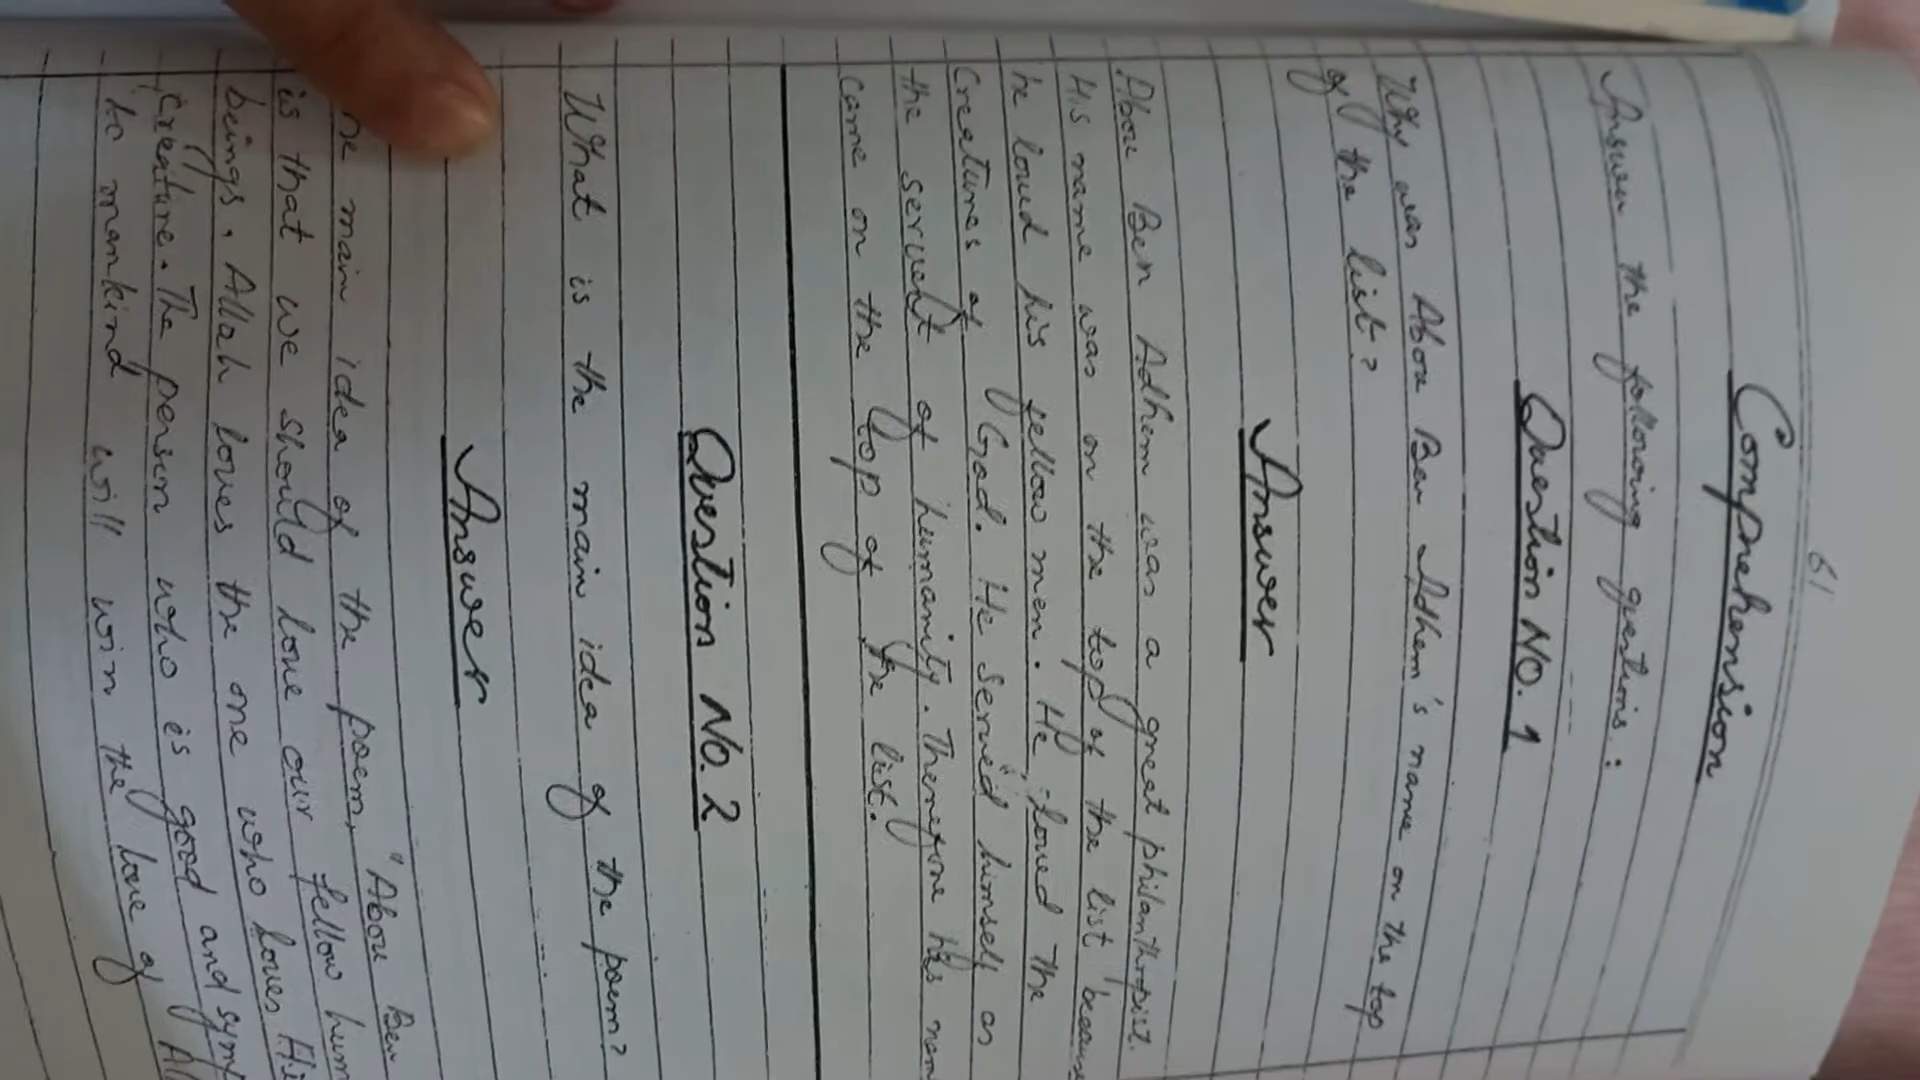 61
Comprehension
Answer the following questions :
Question NO. 1
Why was Abou Ben Adhem's name on the top
of the list?
Answer
Abou Ben Adhem was a great philanthropist.
His name was on the top of the list because
he loved his fellow men. He loved the
Creatures of God. He served himself as
the servent of humanity. Therefore his nam
came on the top of the list.
Question NO. 2
What is the main idea of the poem?
Answer
he main idea of the poem, "Abou Ben
is that we should love our fellow hum
beings. Allah loves the one who loves Hi
creature. The person who is good and symp
to mankind will win the love of Al